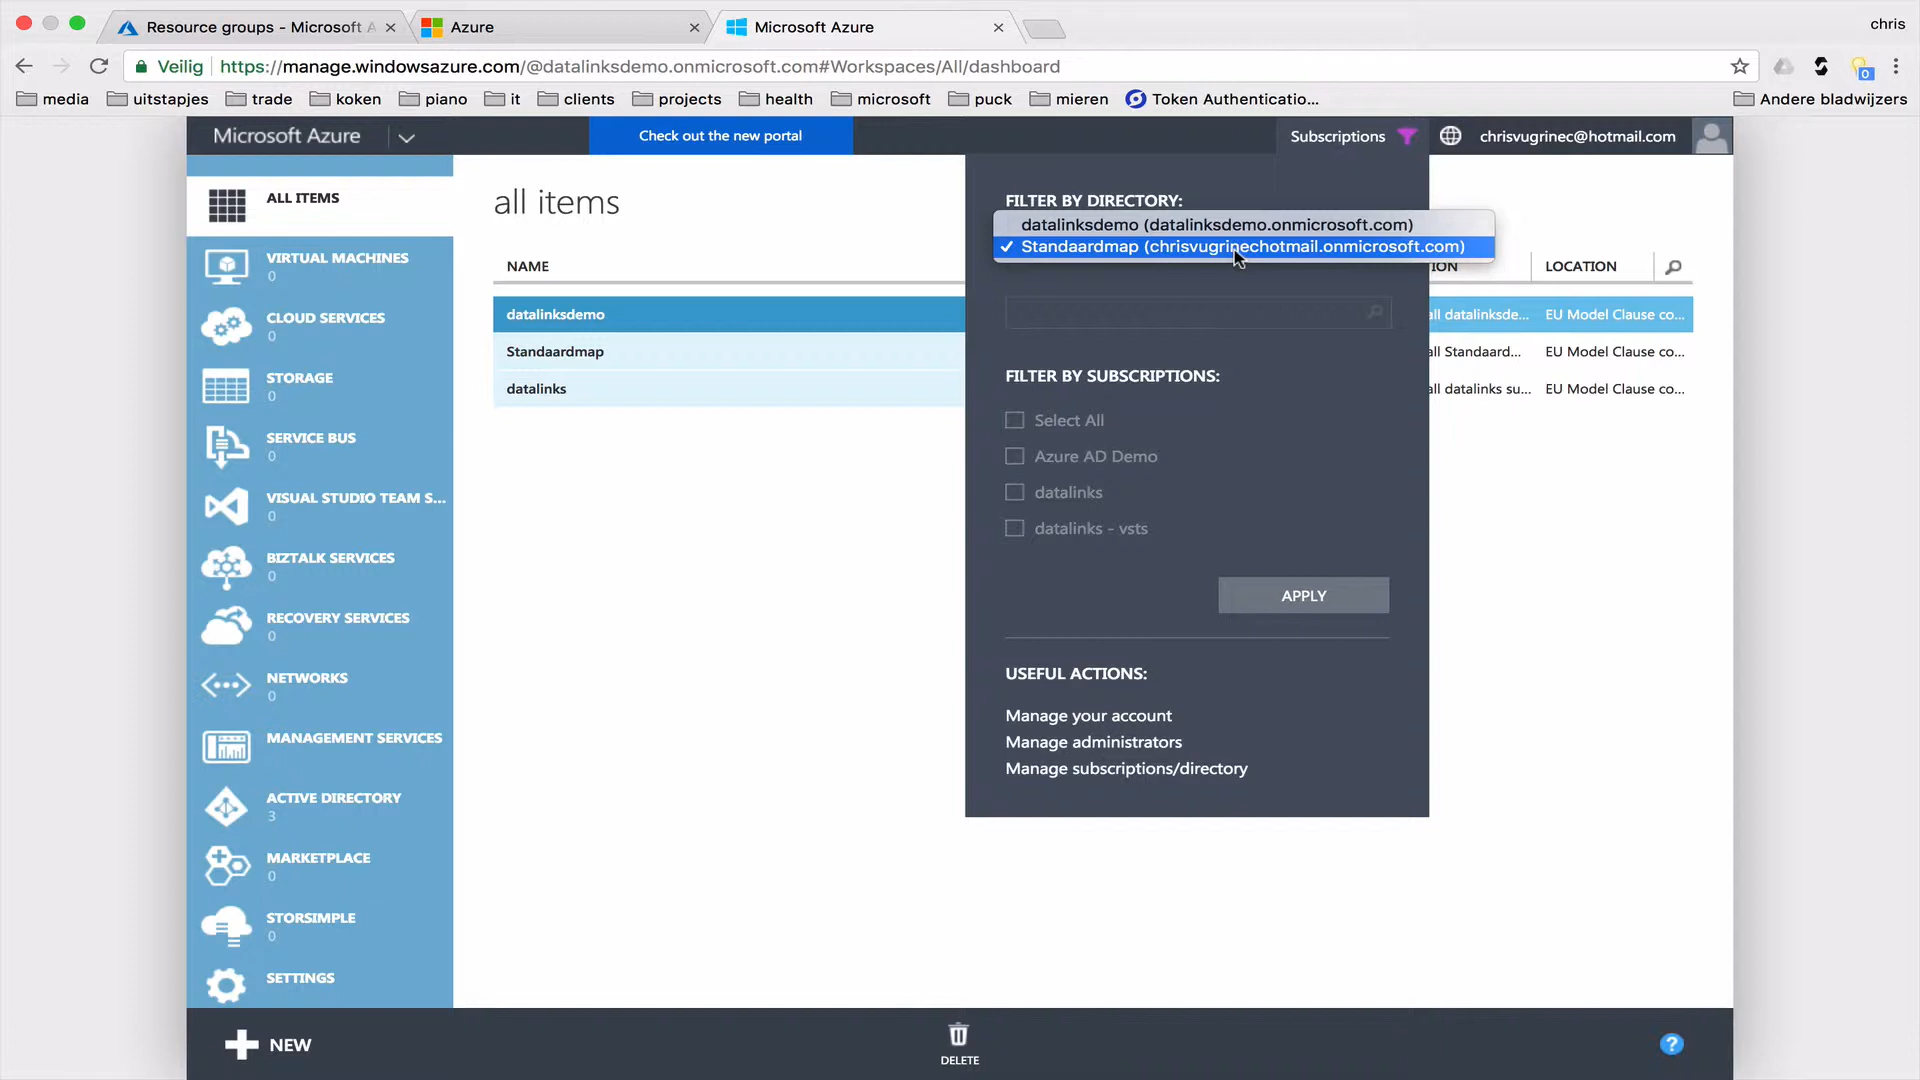 Resource groups - Microsoft A
Azure
Microsoft Azure
chris
Veilig
https://manage.windowsazure.com/@datalinksdemo.onmicrosoft.com#Workspaces/All/dashboard
0
media
uitstapjes
trade
koken
piano
it
clients
projects
health
microsoft
puck
mieren
Token Authenticatio...
Andere bladwijzers
Microsoft Azure
Check out the new portal
Subscriptions
chrisvugrinec@hotmail.com
ALL ITEMS
VIRTUAL MACHINES
0
CLOUD SERVICES
0
STORAGE
0
SERVICE BUS
0
VISUAL STUDIO TEAM S...
0
BIZTALK SERVICES
0
RECOVERY SERVICES
0
NETWORKS
0
MANAGEMENT SERVICES
ACTIVE DIRECTORY
3
MARKETPLACE
0
STORSIMPLE
0
SETTINGS
all items
NAME
ION
LOCATION
datalinksdemo
all datalinksde...
EU Model Clause co...
Standaardmap
all Standaard...
EU Model Clause co...
datalinks
all datalinks su...
EU Model Clause co...
FILTER BY DIRECTORY:
datalinksdemo (datalinksdemo.onmicrosoft.com)
✓ Standaardmap (chrisvugrinechotmail.onmicrosoft.com)
FILTER BY SUBSCRIPTIONS:
Select All
Azure AD Demo
datalinks
datalinks - vsts
APPLY
USEFUL ACTIONS:
Manage your account
Manage administrators
Manage subscriptions/directory
NEW
DELETE
?